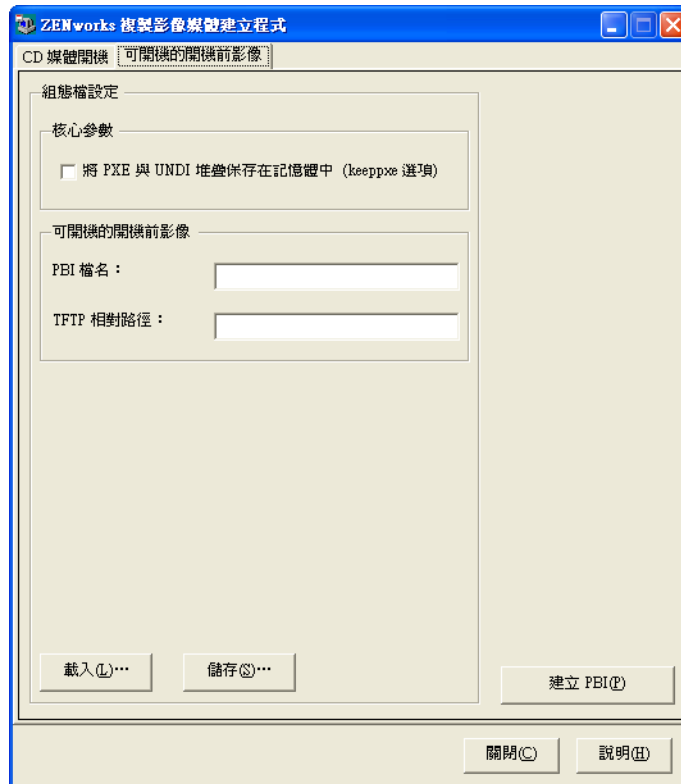 ZENworks 複製影像媒體建立程式
CD 媒體開機 可開機的開機前影像
組態檔設定
核心參數
將 PXE 與 UNDI 堆疊保存在記憶體中 (keeppxe 選項)
可開機的開機前影像
PBI 檔名：
TFTP 相對路徑：
載入(L)⋯ 儲存(S)⋯
建立 PBI(P)
關閉(C) 說明(H)